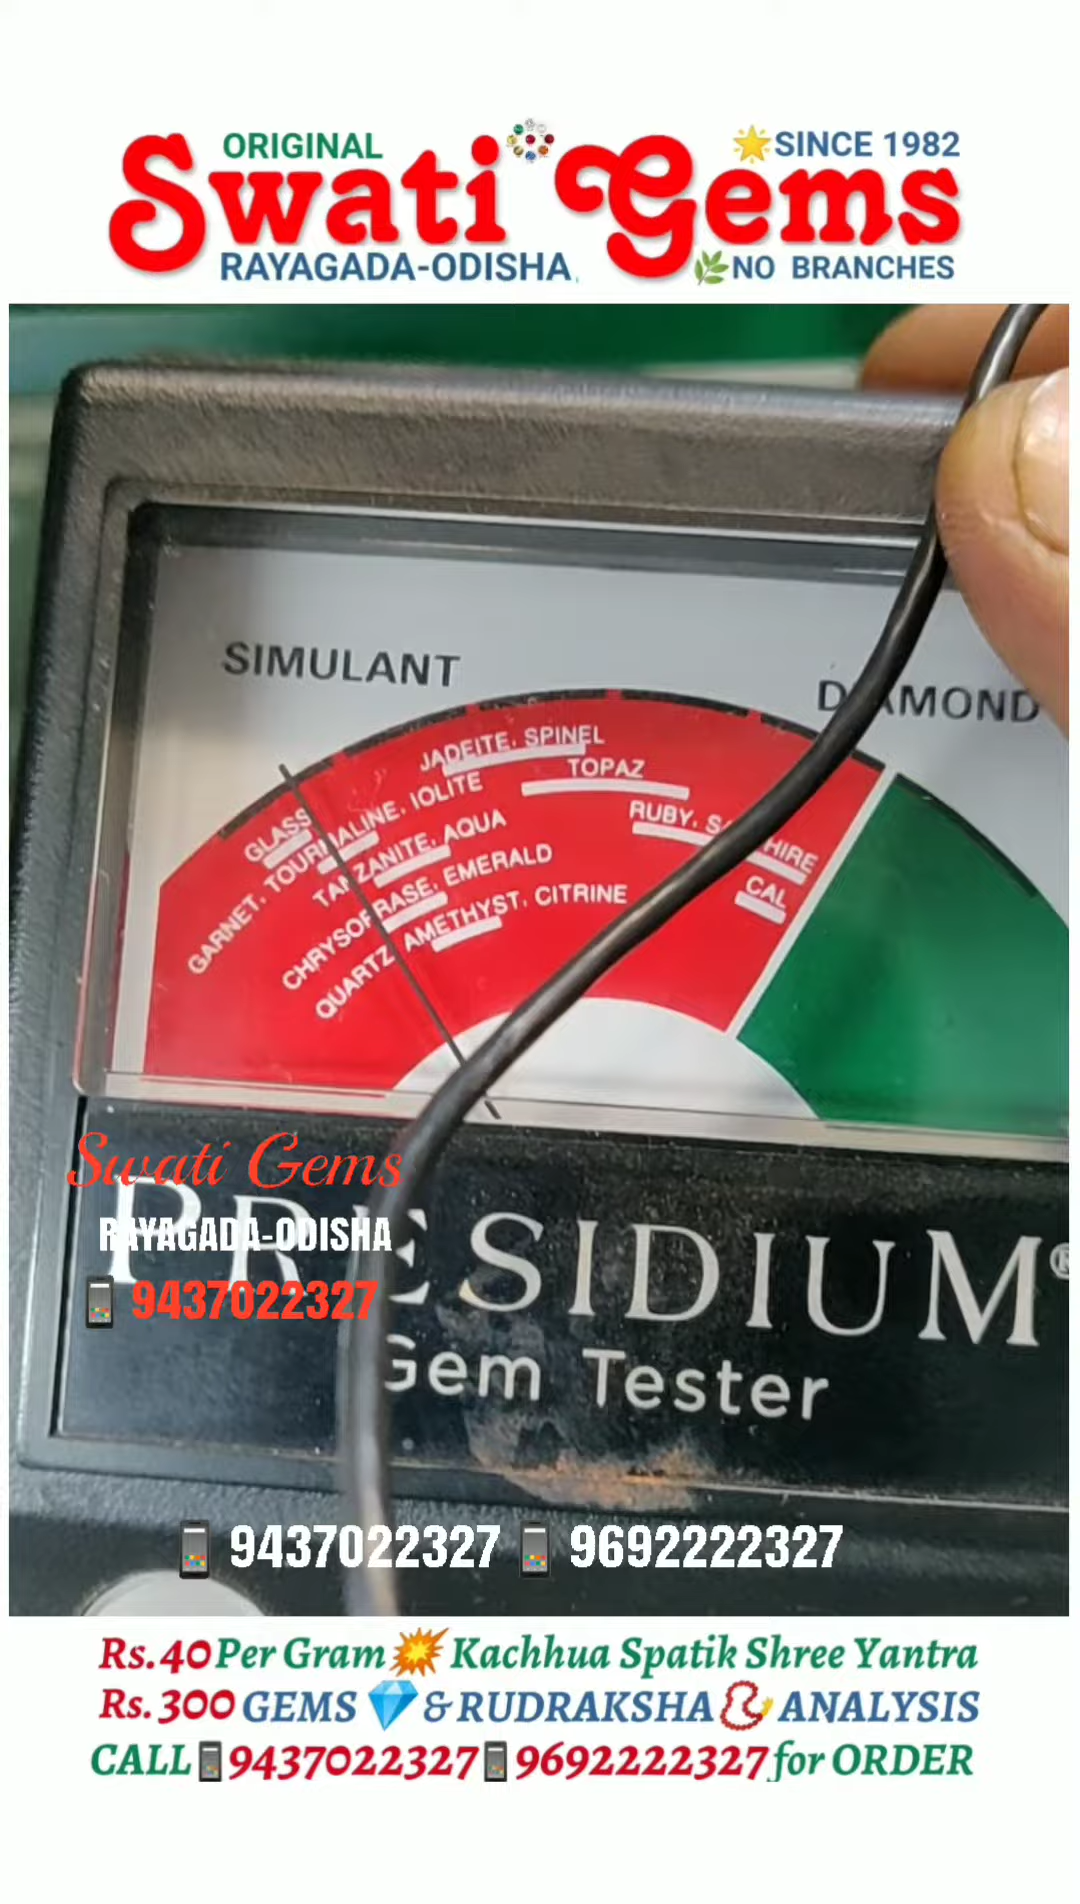 ORIGINAL
🌟SINCE 1982
Swati Gems
RAYAGADA-ODISHA.
🌿NO BRANCHES
SIMULANT
DIAMOND
JADEITE, SPINEL
TOPAZ
GLASS
GARNET, TOURMALINE, IOLITE
RUBY, SAPPHIRE
TANZANITE, AQUA
CHRYSOPRASE, EMERALD
CAL
QUARTZ, AMETHYST, CITRINE
Swati Gems
RAYAGADA-ODISHA
📱9437022327
PRESIDIUM®
Gem Tester
📱9437022327📱9692222327
Rs.40 Per Gram💥Kachhua Spatik Shree Yantra
Rs.300 GEMS 💎& RUDRAKSHA📿ANALYSIS
CALL📱9437022327📱9692222327 for ORDER